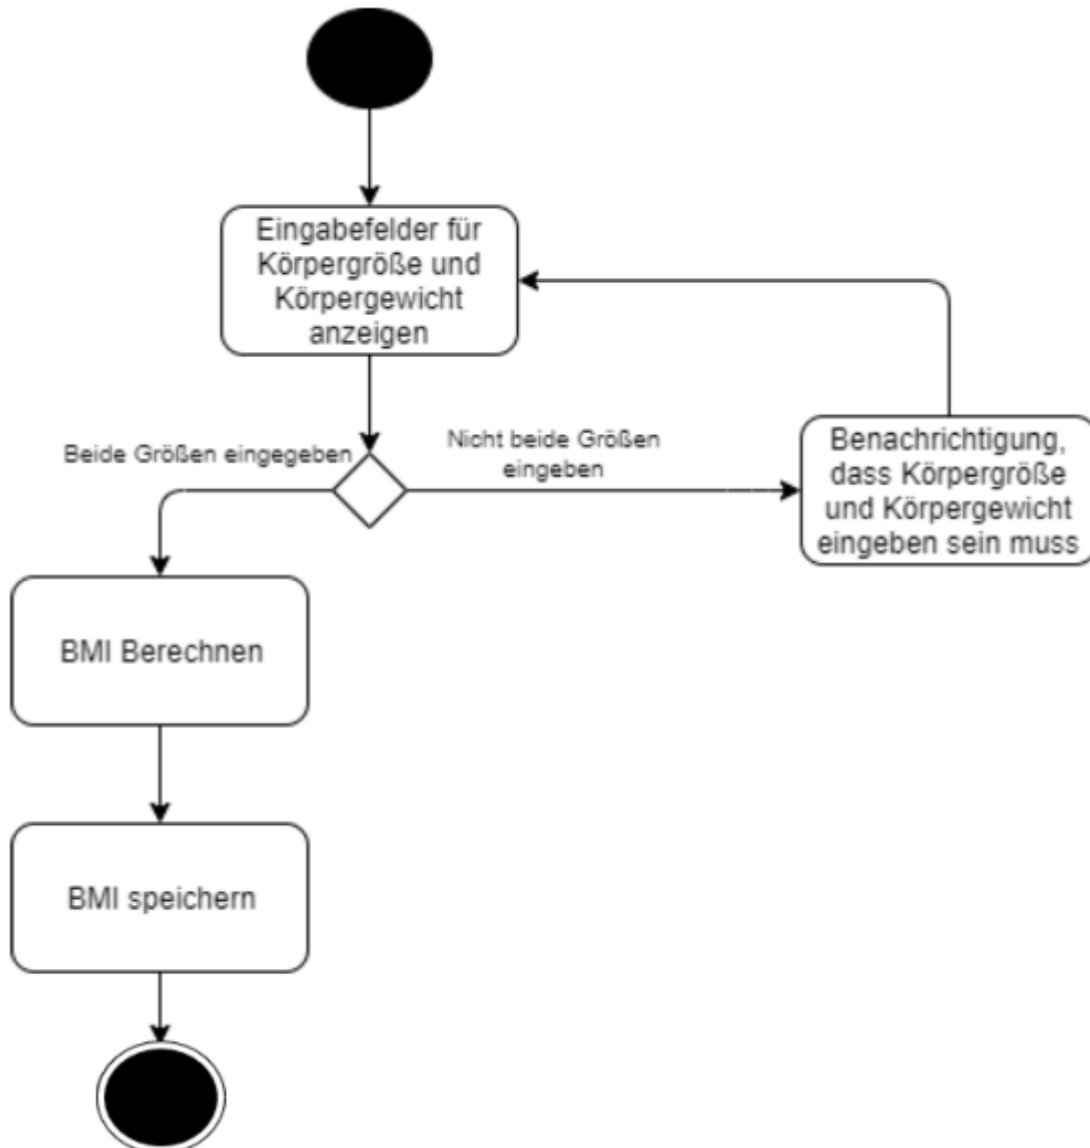 Eingabefelder für
Körpergröße und
Körpergewicht
anzeigen
Beide Größen eingegeben
Nicht beide Größen
eingeben
Benachrichtigung,
dass Körpergröße
und Körpergewicht
eingeben sein muss
BMI Berechnen
BMI speichern